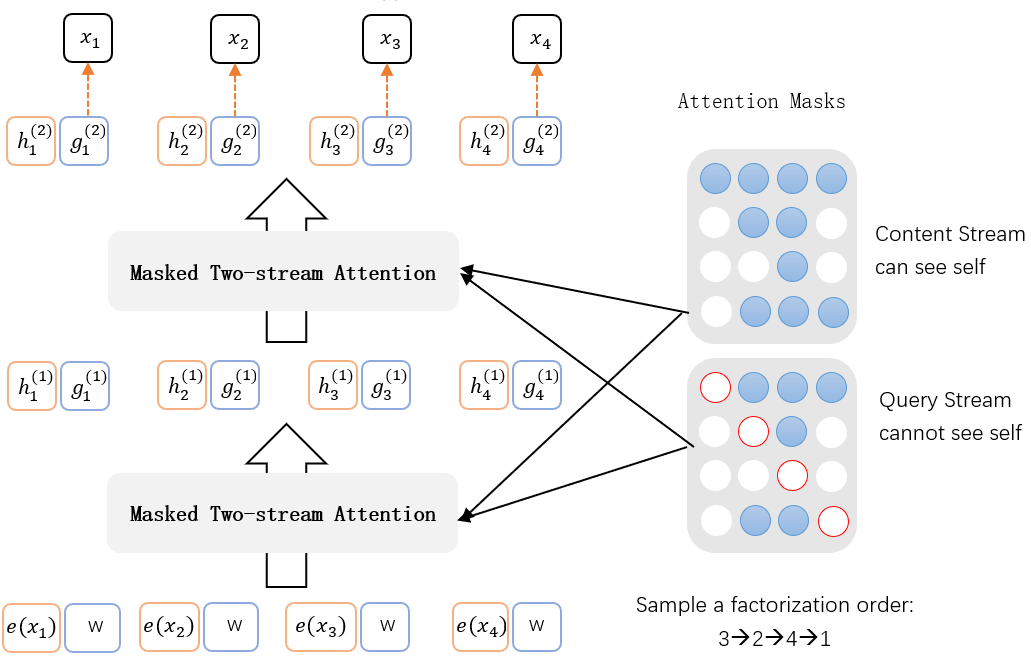 x₁ x₂ x₃ x₄
Attention Masks
h₁⁽²⁾ g₁⁽²⁾ h₂⁽²⁾ g₂⁽²⁾ h₃⁽²⁾ g₃⁽²⁾ h₄⁽²⁾ g₄⁽²⁾
Content Stream
can see self
Masked Two-stream Attention
h₁⁽¹⁾ g₁⁽¹⁾ h₂⁽¹⁾ g₂⁽¹⁾ h₃⁽¹⁾ g₃⁽¹⁾ h₄⁽¹⁾ g₄⁽¹⁾
Query Stream
cannot see self
Masked Two-stream Attention
e(x₁) w e(x₂) w e(x₃) w e(x₄) w
Sample a factorization order:
3→2→4→1